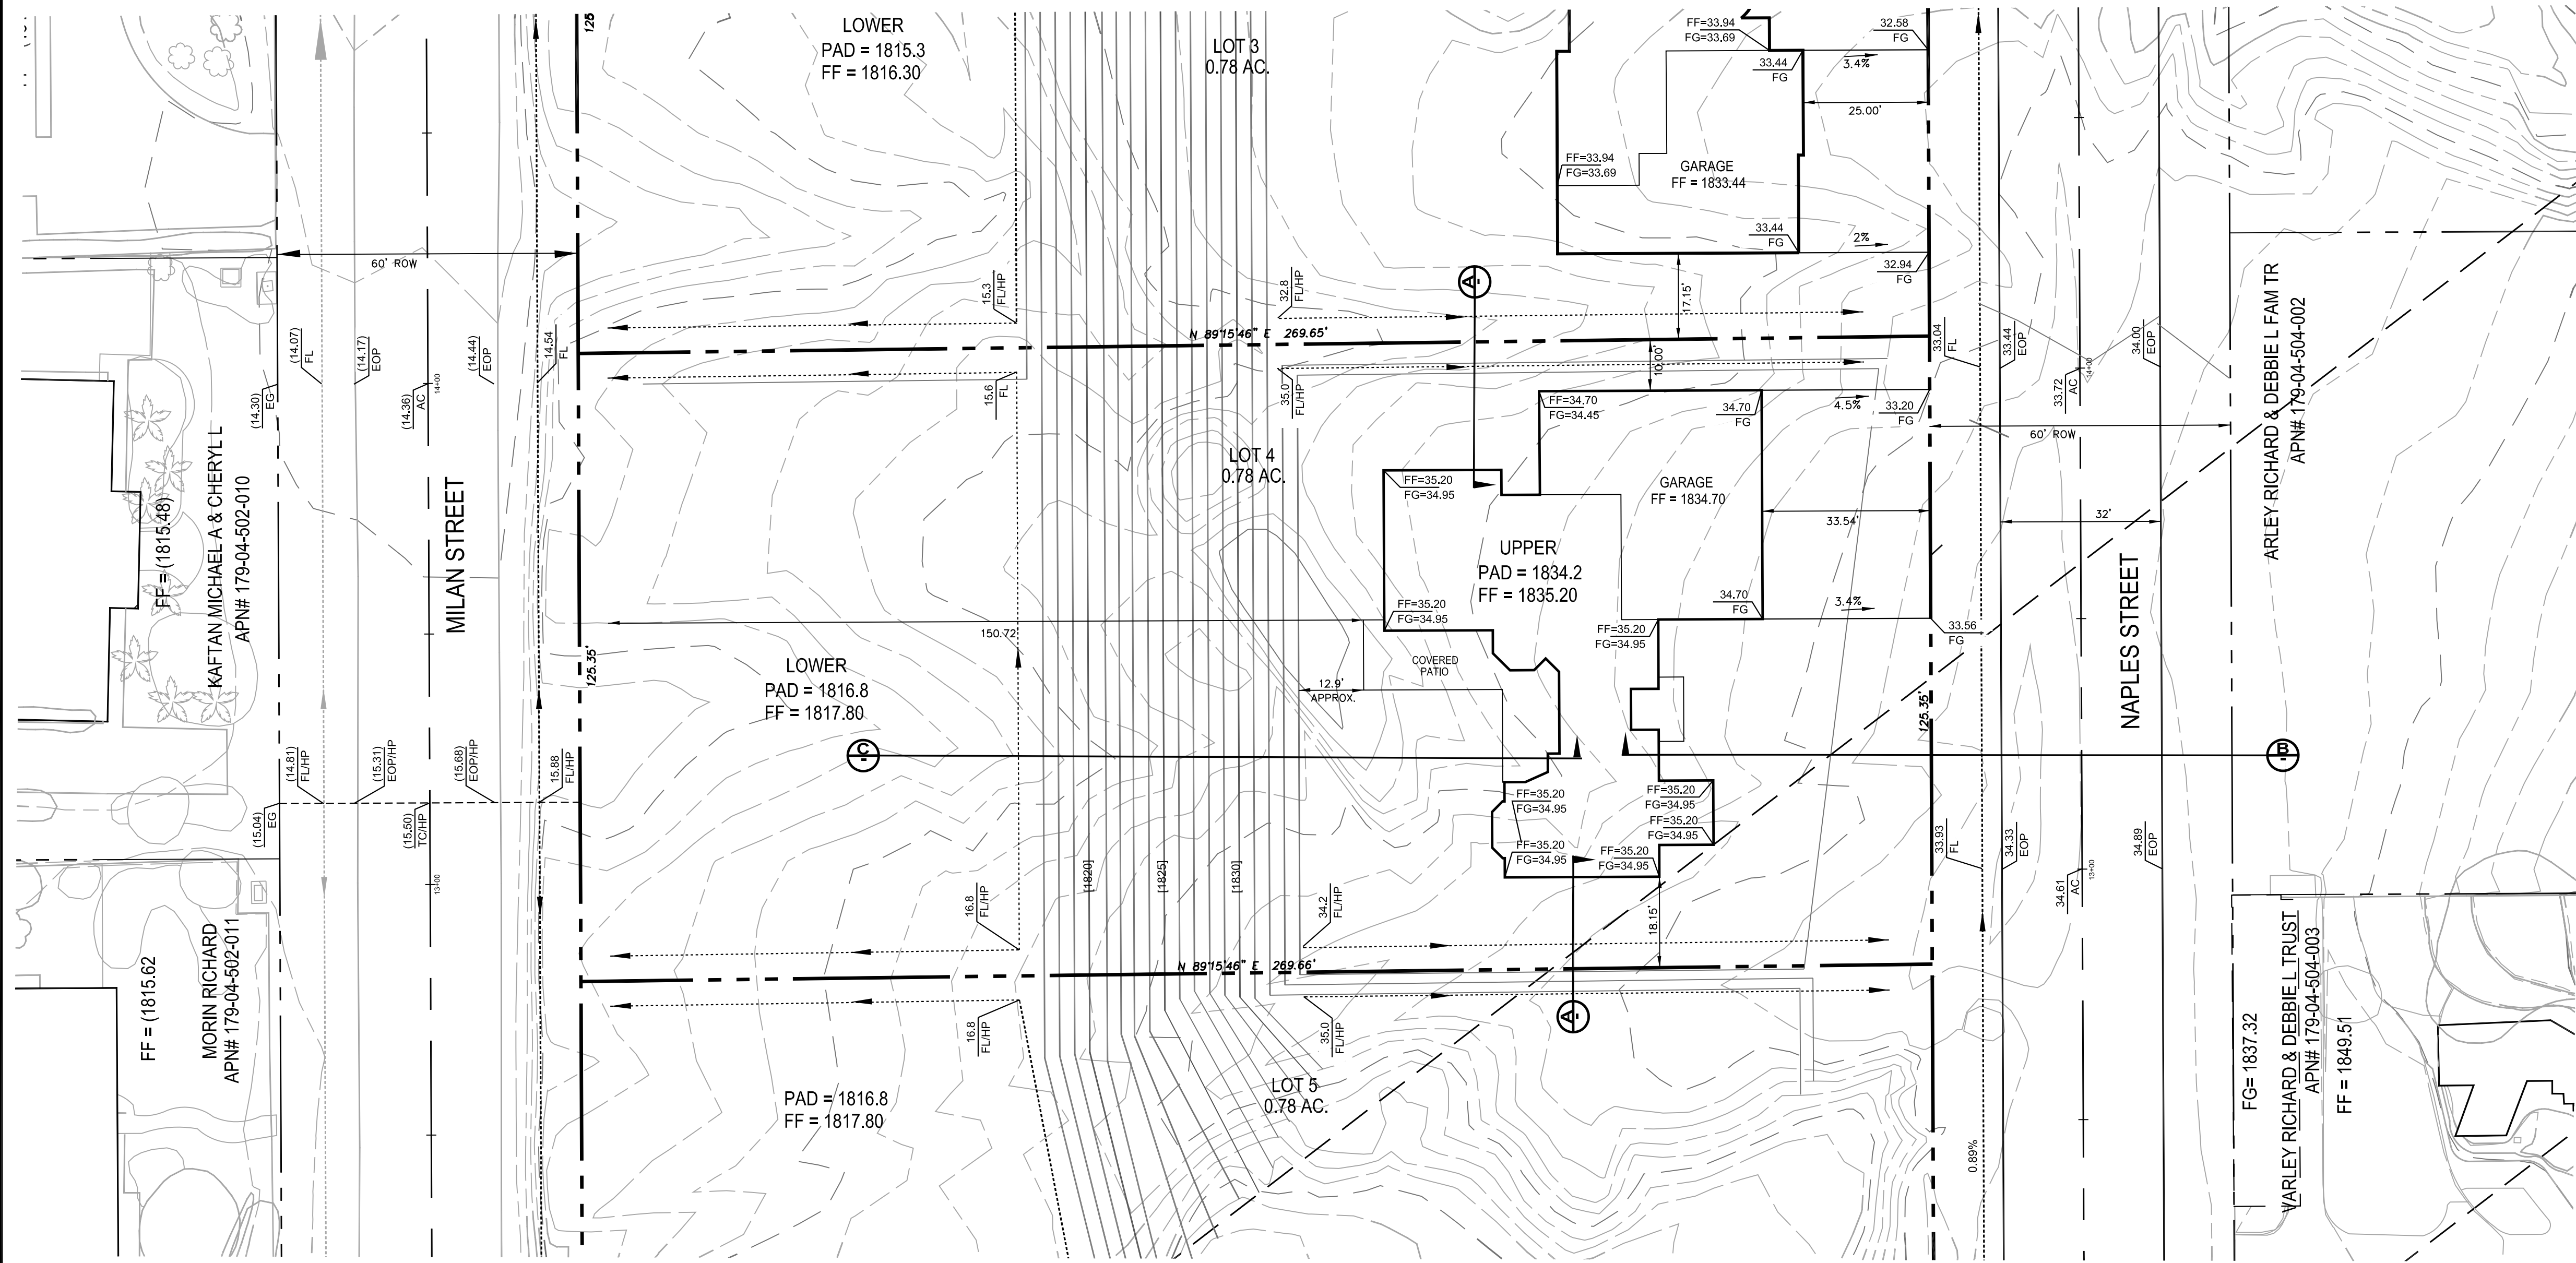 LOWER
PAD = 1815.3
FF = 1816.30
LOT 3
0.78 AC.
125
FF=33.94
FG=33.69
33.44
FG
32.58
FG
3.4%
25.00'
FF=33.94
FG=33.69
GARAGE
FF = 1833.44
33.44
FG
2%
32.94
FG
17.15'
60' ROW
15.3
FL/HP
32.8
FL/HP
A
-
N 89°15'46" E 269.65'
(14.30)
EG
(14.07)
FL
(14.17)
EOP
(14.36)
AC
14+00
(14.44)
EOP
14.54
FL
15.6
FL
35.0
FL/HP
10.00'
33.04
FL
33.44
EOP
33.72
AC
14+00
34.00
EOP
FF=34.70
FG=34.45
34.70
FG
4.5%
33.20
FG
60' ROW
ARLEY RICHARD & DEBBIE L FAM TR
APN# 179-04-504-002
LOT 4
0.78 AC.
FF=35.20
FG=34.95
GARAGE
FF = 1834.70
33.54'
32'
FF = (1815.48)
KAFTAN MICHAEL A & CHERYL L
APN# 179-04-502-010
MILAN STREET
UPPER
PAD = 1834.2
FF = 1835.20
FF=35.20
FG=34.95
34.70
FG
3.4%
FF=35.20
FG=34.95
33.56
FG
NAPLES STREET
150.72'
125.35'
LOWER
PAD = 1816.8
FF = 1817.80
COVERED
PATIO
12.9'
APPROX.
125.35'
C
-
B
-
(15.04)
EG
(14.81)
FL/HP
(15.31)
EOP/HP
(15.50)
TC/HP
(15.68)
EOP/HP
15.88
FL/HP
13+00
FF=35.20
FG=34.95
FF=35.20
FG=34.95
FF=35.20
FG=34.95
FF=35.20
FG=34.95
FF=35.20
FG=34.95
33.93
FL
34.33
EOP
34.61
AC
13+00
34.89
EOP
[1820]
[1825]
[1830]
16.8
FL/HP
34.2
FL/HP
18.15'
N 89°15'46" E 269.66'
FF = (1815.62
MORIN RICHARD
APN# 179-04-502-011
16.8
FL/HP
35.0
FL/HP
A
-
LOT 5
0.78 AC.
PAD = 1816.8
FF = 1817.80
0.89%
FG= 1837.32
VARLEY RICHARD & DEBBIE L TRUST
APN# 179-04-504-003
FF = 1849.51